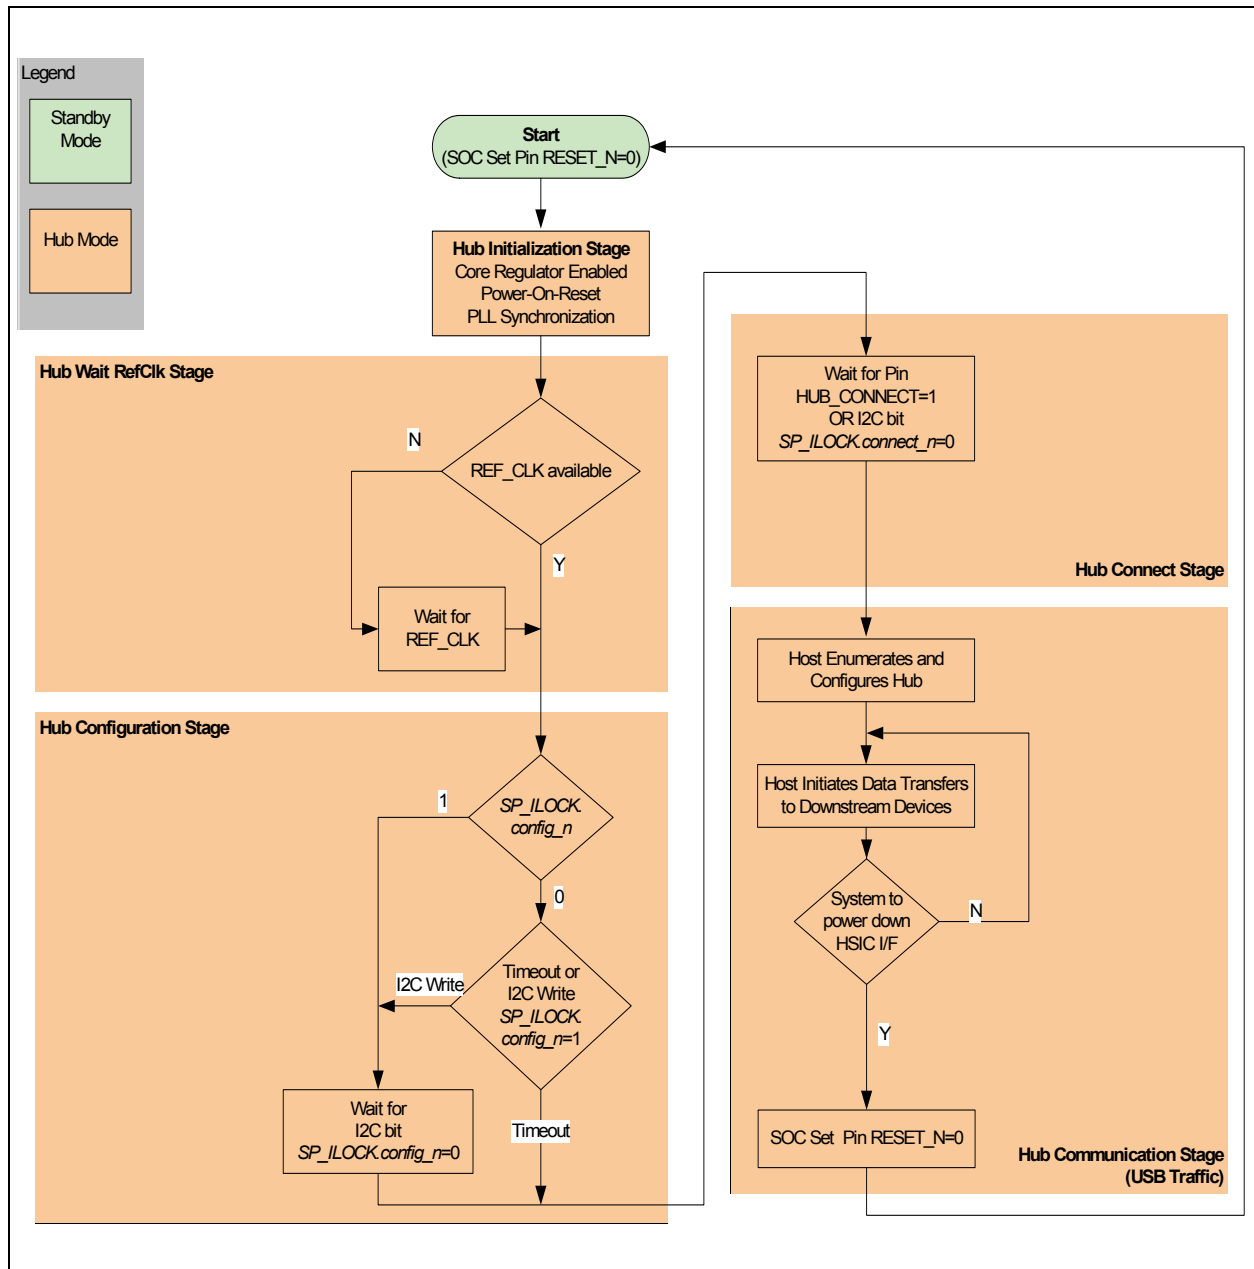 Legend
Standby
Mode
Hub Mode
Start
(SOC Set Pin RESET_N=0)
Hub Initialization Stage
Core Regulator Enabled
Power-On-Reset
PLL Synchronization
Hub Wait RefClk Stage
N
REF_CLK available
Y
Wait for
REF_CLK
Hub Configuration Stage
1
SP_ILOCK.
config_n
0
I2C Write
Timeout or
I2C Write
SP_ILOCK.
config_n=1
Wait for
I2C bit
SP_ILOCK.config_n=0
Timeout
Wait for Pin
HUB_CONNECT=1
OR I2C bit
SP_ILOCK.connect_n=0
Hub Connect Stage
Host Enumerates and
Configures Hub
Host Initiates Data Transfers
to Downstream Devices
System to
power down
HSIC I/F
N
Y
SOC Set  Pin RESET_N=0
Hub Communication Stage
(USB Traffic)